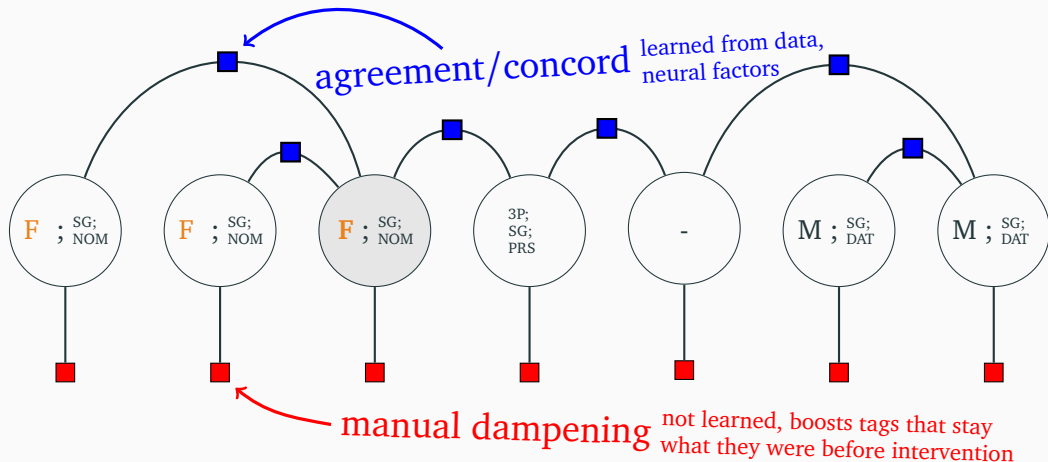 agreement/concord learned from data,
neural factors
F ; SG;
NOM
F ; SG;
NOM
F ; SG;
NOM
3P;
SG;
PRS
-
M ; SG;
DAT
M ; SG;
DAT
manual dampening not learned, boosts tags that stay
what they were before intervention